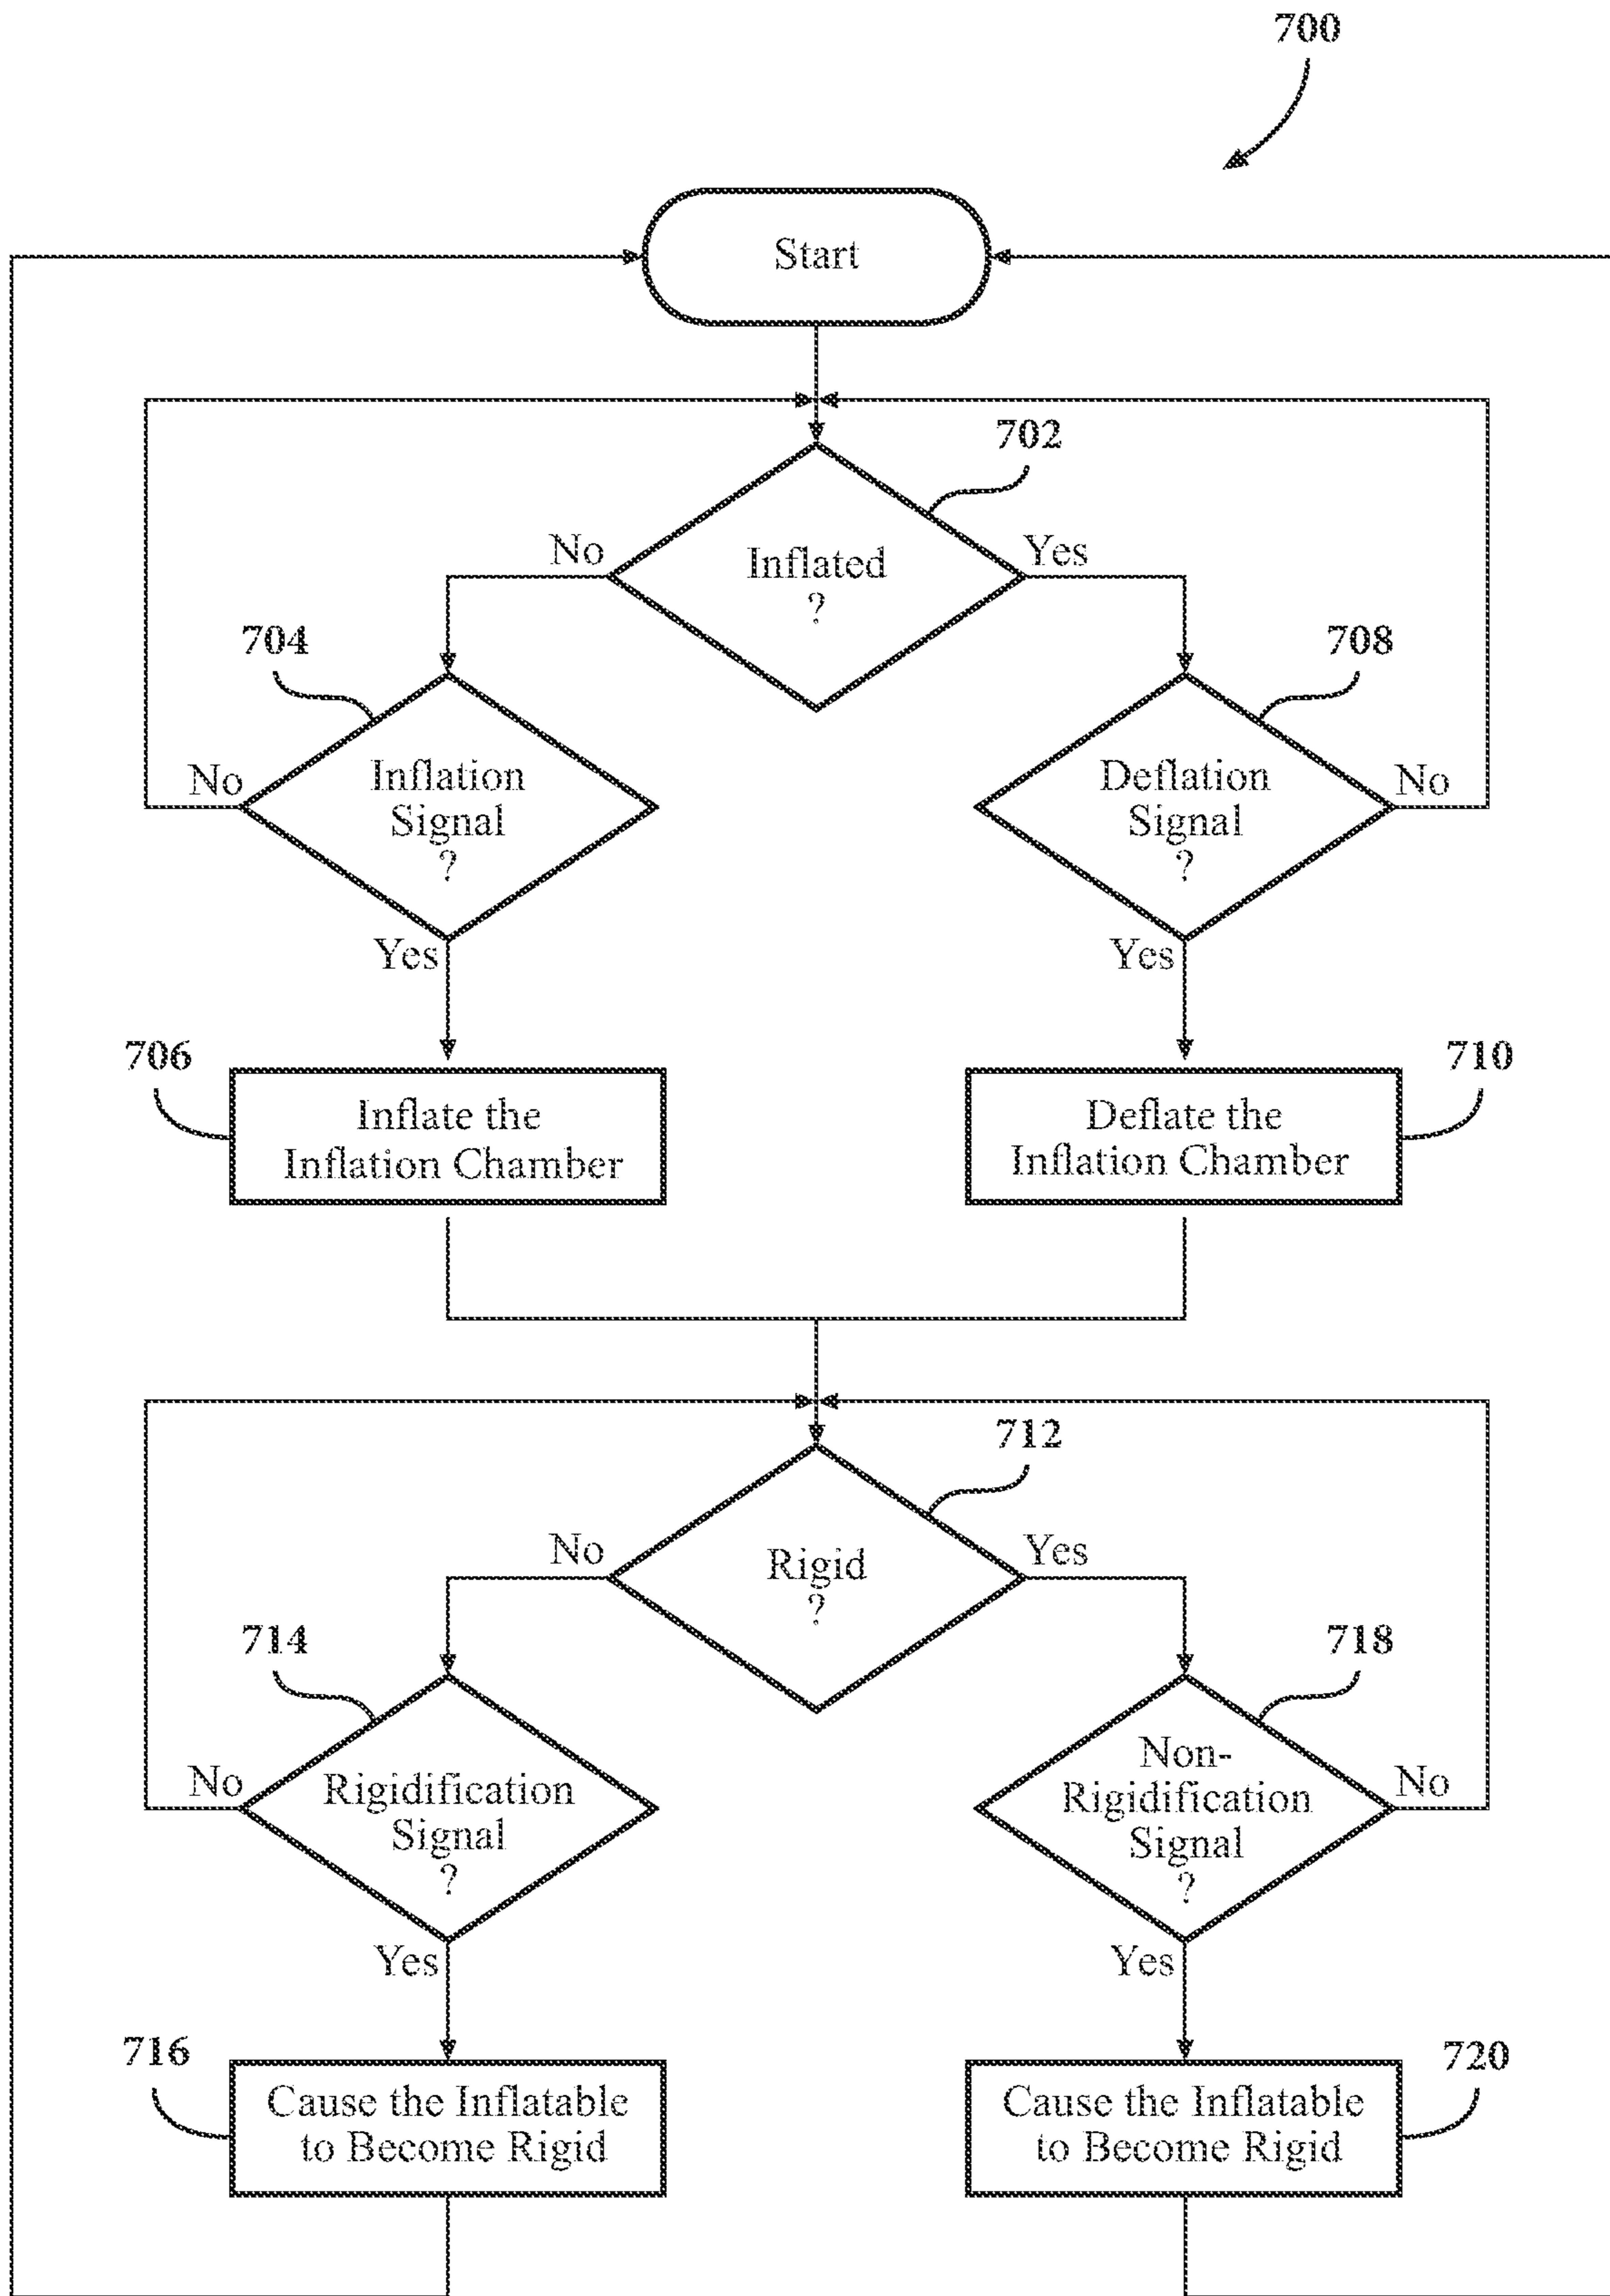 700
Start
702
No
Inflated
?
Yes
704
708
No
Inflation
Signal
?
Deflation
Signal
?
No
Yes
Yes
706
Inflate the
Inflation Chamber
710
Deflate the
Inflation Chamber
712
No
Rigid
?
Yes
714
718
No
Rigidification
Signal
?
Non-
Rigidification
Signal
?
No
Yes
Yes
716
Cause the Inflatable
to Become Rigid
720
Cause the Inflatable
to Become Rigid